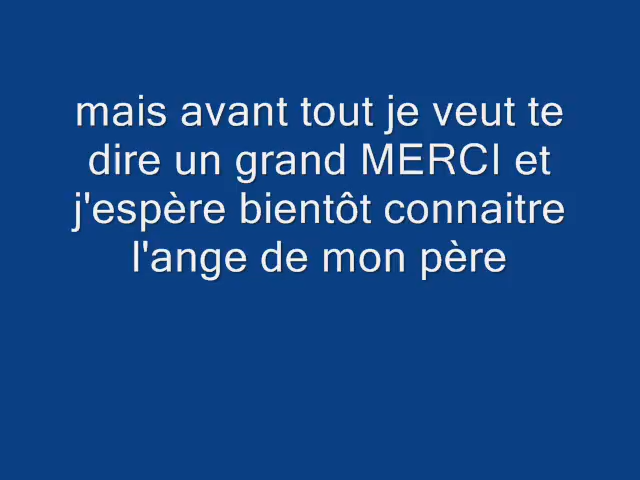 mais avant tout je veut te
dire un grand MERCI et
j'espère bientôt connaitre
l'ange de mon père